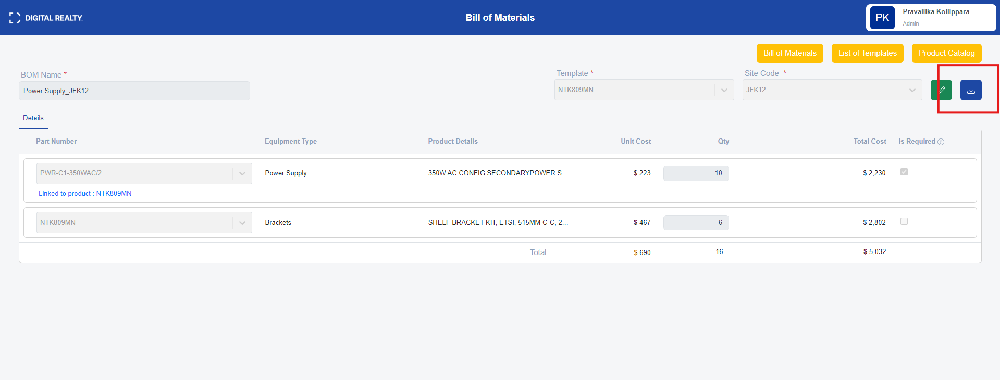 DIGITAL REALTY
Bill of Materials
PK
Pravallika Kollippara
Admin
Bill of Materials
List of Templates
Product Catalog
BOM Name *
Template *
Site Code *
Power Supply_JFK12
NTK809MN
JFK12
Details
Part Number
Equipment Type
Product Details
Unit Cost
Qty
Total Cost
Is Required
PWR-C1-350WAC/2
Power Supply
350W AC CONFIG SECONDARYPOWER S...
$ 223
10
$ 2,230
Linked to product : NTK809MN
NTK809MN
Brackets
SHELF BRACKET KIT, ETSI, 515MM C-C, 2...
$ 467
6
$ 2,802
Total
$ 690
16
$ 5,032